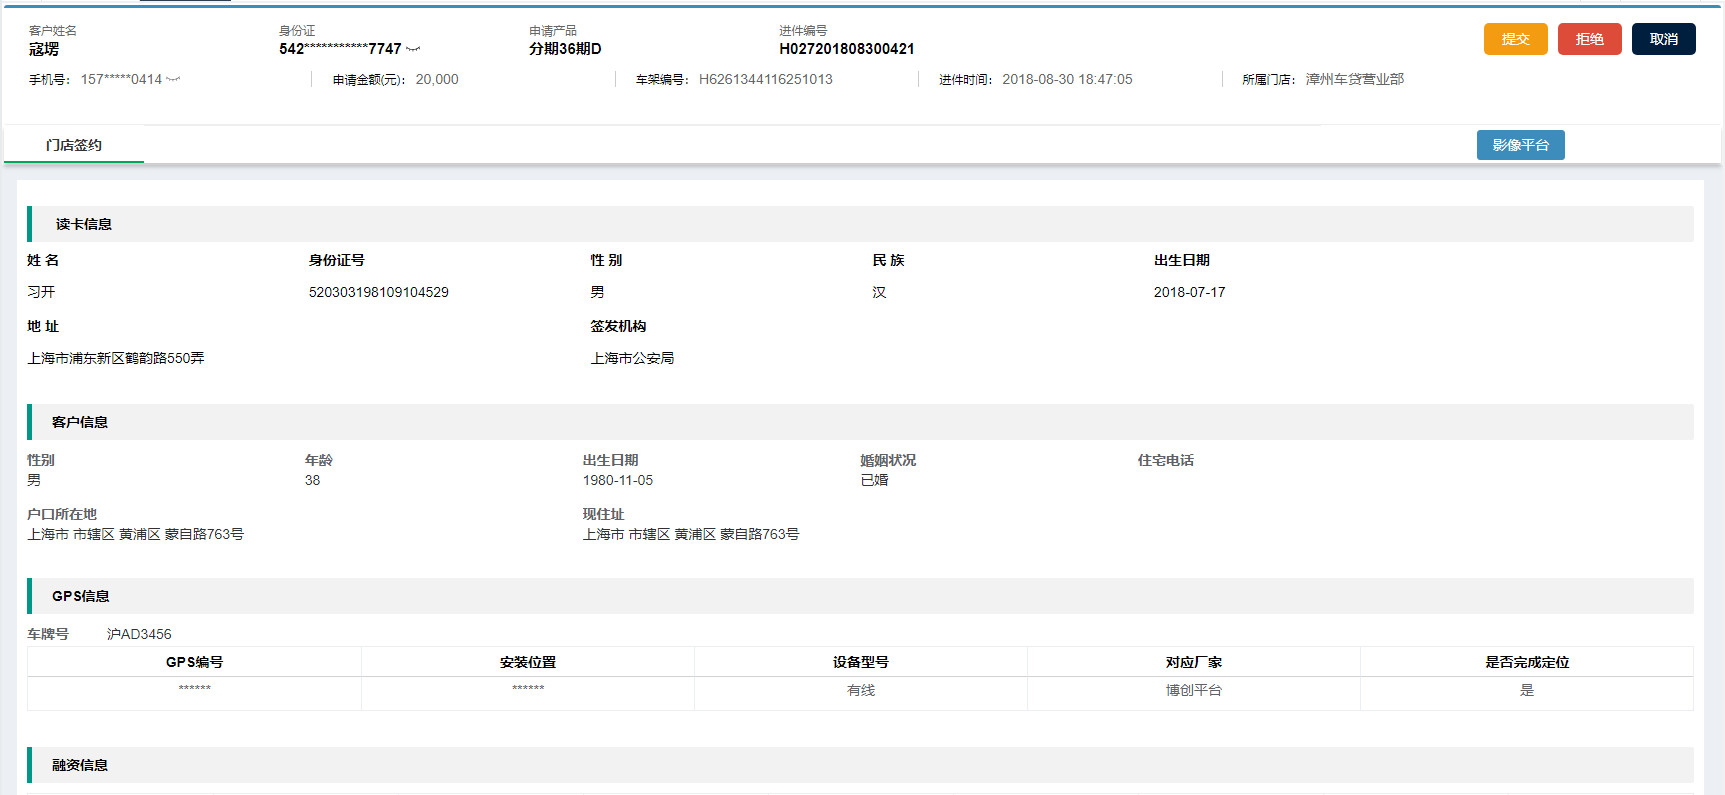 客户姓名 身份证 申请产品 进件编号
寇塄 542***********7747 分期36期D H027201808300421
提交 拒绝 取消
手机号： 157*****0414 申请金额(元)： 20,000 车架编号： H6261344116251013 进件时间： 2018-08-30 18:47:05 所属门店： 漳州车贷营业部
门店签约 影像平台
读卡信息
姓 名 身份证号 性 别 民 族 出生日期
习开 520303198109104529 男 汉 2018-07-17
地 址 签发机构
上海市浦东新区鹤韵路550弄 上海市公安局
客户信息
性别 年龄 出生日期 婚姻状况 住宅电话
男 38 1980-11-05 已婚
户口所在地 现住址
上海市 市辖区 黄浦区 蒙自路763号 上海市 市辖区 黄浦区 蒙自路763号
GPS信息
车牌号 沪AD3456
GPS编号 安装位置 设备型号 对应厂家 是否完成定位
****** ****** 有线 博创平台 是
融资信息